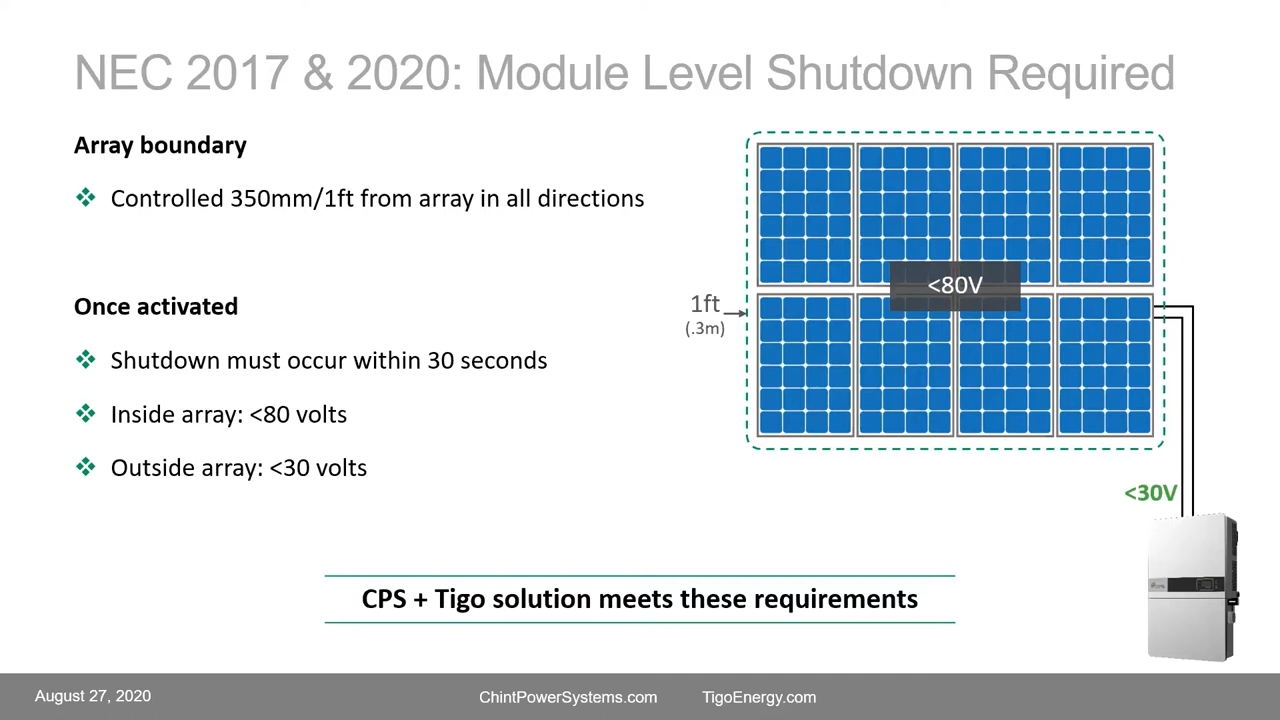 NEC 2017 & 2020: Module Level Shutdown Required
Array boundary
❖ Controlled 350mm/1ft from array in all directions
Once activated
❖ Shutdown must occur within 30 seconds
❖ Inside array: <80 volts
❖ Outside array: <30 volts
1ft
(.3m)
<80V
<30V
CPS + Tigo solution meets these requirements
August 27, 2020
ChintPowerSystems.com
TigoEnergy.com